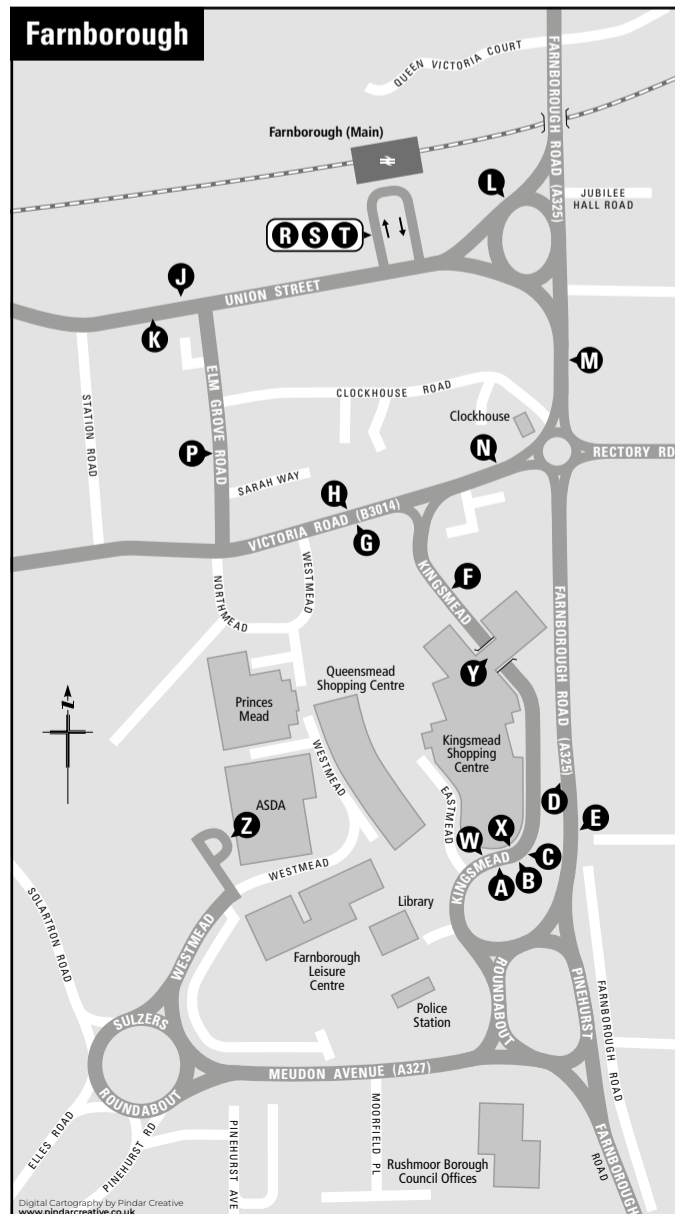 Farnborough
QUEEN VICTORIA COURT
FARNBOROUGH ROAD (A325)
Farnborough (Main)
L
JUBILEE
HALL ROAD
R S T
J
UNION STREET
K
M
STATION ROAD
ELM GROVE ROAD
CLOCKHOUSE ROAD
Clockhouse
P
N
RECTORY RD
SARAH WAY
H
VICTORIA ROAD (B3014)
G
F
KINGSMEAD
NORTHMEAD
WESTMEAD
FARNBOROUGH ROAD (A325)
Y
Queensmead
Shopping Centre
Princes
Mead
Kingsmead
Shopping
Centre
WESTMEAD
EASTMEAD
D
E
ASDA
Z
W
X
C
B
A
KINGSMEAD
WESTMEAD
SOLARTRON ROAD
WESTMEAD
Library
Farnborough
Leisure
Centre
ROUNDABOUT
PINEHURST
FARNBOROUGH ROAD
Police
Station
SULZERS
ROUNDABOUT
MEUDON AVENUE (A327)
ELLES ROAD
PINEHURST RD
PINEHURST AVE
MOORFIELD PL
Rushmoor Borough
Council Offices
FARNBOROUGH
ROAD
Digital Cartography by Pindar Creative
www.pindarcreative.co.uk